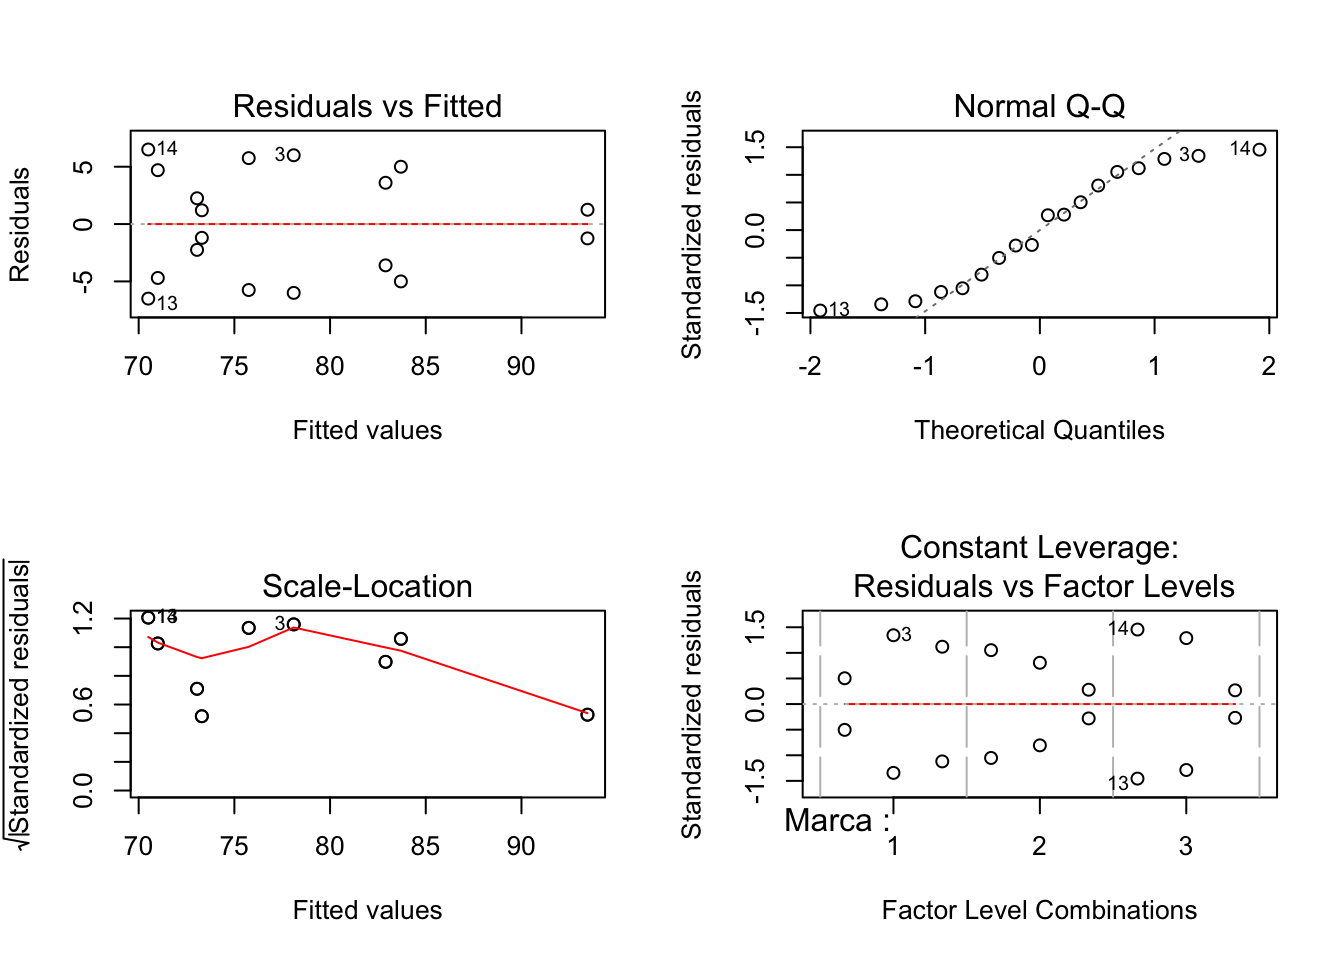 Residuals vs Fitted
Residuals
5
0
-5
14
3
13
70 75 80 85 90
Fitted values
Normal Q-Q
Standardized residuals
1.5
0.0
-1.5
3
14
13
-2 -1 0 1 2
Theoretical Quantiles
Scale-Location
√|Standardized residuals|
1.2
0.6
0.0
14
3
70 75 80 85 90
Fitted values
Constant Leverage:
Residuals vs Factor Levels
Standardized residuals
1.5
0.0
-1.5
3
14
13
Marca :
1 2 3
Factor Level Combinations